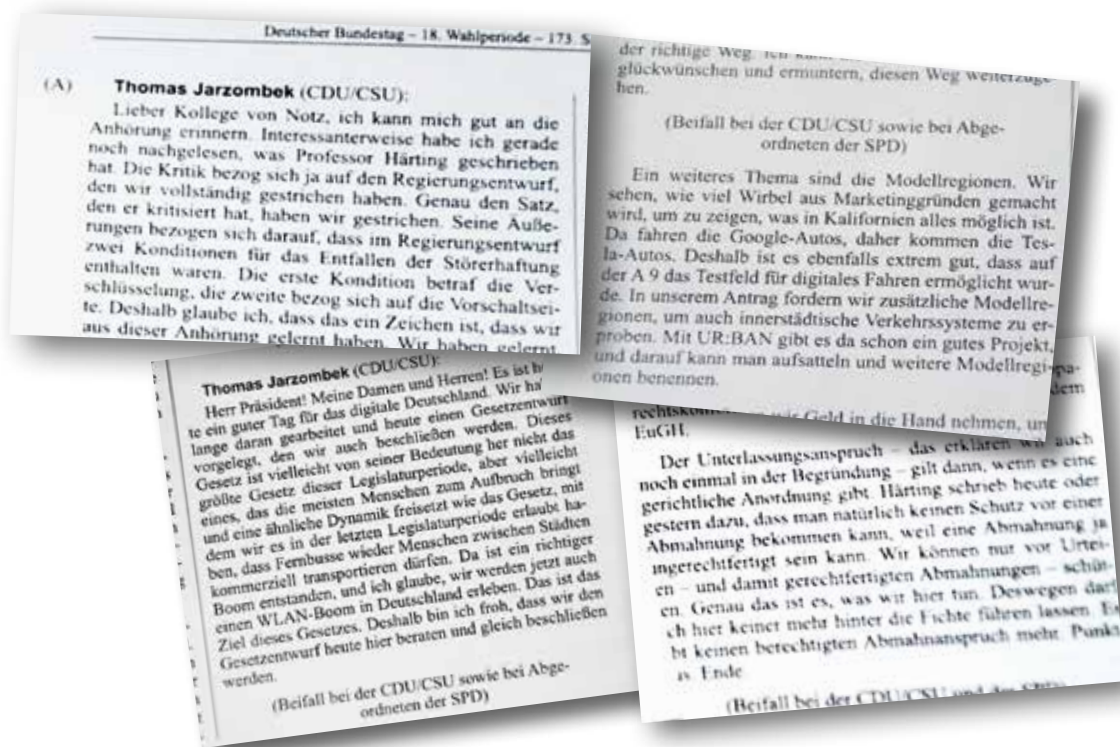 Deutscher Bundestag – 18. Wahlperiode – 173. S
(A) Thomas Jarzombek (CDU/CSU):
Lieber Kollege von Notz, ich kann mich gut an die
Anhörung erinnern. Interessanterweise habe ich gerade
noch nachgelesen, was Professor Härting geschrieben
hat. Die Kritik bezog sich ja auf den Regierungsentwurf,
den wir vollständig gestrichen haben. Genau den Satz,
den er kritisiert hat, haben wir gestrichen. Seine Äuße-
rungen bezogen sich darauf, dass im Regierungsentwurf
zwei Konditionen für das Entfallen der Störerhaftung
enthalten waren. Die erste Kondition betraf die Ver-
schlüsselung, die zweite bezog sich auf die Vorschaltsei-
te. Deshalb glaube ich, dass das ein Zeichen ist, dass wir
aus dieser Anhörung gelernt haben. Wir haben gelernt
der richtige Weg. Ich kann
glückwünschen und ermuntern, diesen Weg weiterzuge-
hen.
(Beifall bei der CDU/CSU sowie bei Abge-
ordneten der SPD)
Ein weiteres Thema sind die Modellregionen. Wir
sehen, wie viel Wirbel aus Marketinggründen gemacht
wird, um zu zeigen, was in Kalifornien alles möglich ist.
Da fahren die Google-Autos, daher kommen die Tes-
la-Autos. Deshalb ist es ebenfalls extrem gut, dass auf
der A 9 das Testfeld für digitales Fahren ermöglicht wur-
de. In unserem Antrag fordern wir zusätzliche Modellre-
gionen, um auch innerstädtische Verkehrssysteme zu er-
proben. Mit UR:BAN gibt es da schon ein gutes Projekt,
und darauf kann man aufsatteln und weitere Modellregi-
onen benennen.
wir Geld in die Hand nehmen, un
Thomas Jarzombek (CDU/CSU):
Herr Präsident! Meine Damen und Herren! Es ist h
te ein guter Tag für das digitale Deutschland. Wir ha
lange daran gearbeitet und heute einen Gesetzentwurf
vorgelegt, den wir auch beschließen werden. Dieses
Gesetz ist vielleicht von seiner Bedeutung her nicht das
größte Gesetz dieser Legislaturperiode, aber vielleicht
eines, das die meisten Menschen zum Aufbruch bringt
und eine ähnliche Dynamik freisetzt wie das Gesetz, mit
dem wir es in der letzten Legislaturperiode erlaubt ha-
ben, dass Fernbusse wieder Menschen zwischen Städten
kommerziell transportieren dürfen. Da ist ein richtiger
Boom entstanden, und ich glaube, wir werden jetzt auch
einen WLAN-Boom in Deutschland erleben. Das ist das
Ziel dieses Gesetzes. Deshalb bin ich froh, dass wir den
Gesetzentwurf heute hier beraten und gleich beschließen
werden.
(Beifall bei der CDU/CSU sowie bei Abge-
ordneten der SPD)
pa-
dem
EuGH.
Der Unterlassungsanspruch – das erklären wir auch
noch einmal in der Begründung – gilt dann, wenn es eine
gerichtliche Anordnung gibt. Härting schrieb heute oder
gestern dazu, dass man natürlich keinen Schutz vor einer
Abmahnung bekommen kann, weil eine Abmahnung ja
ungerechtfertigt sein kann. Wir können nur vor Urtei-
en – und damit gerechtfertigten Abmahnungen – schüt-
en. Genau das ist es, was wir hier tun. Deswegen darf
ch hier keiner mehr hinter die Fichte führen lassen. E
bt keinen berechtigten Abmahnanspruch mehr. Punkt
Ende
(Beifall bei der CDU/CSU und der SPD)